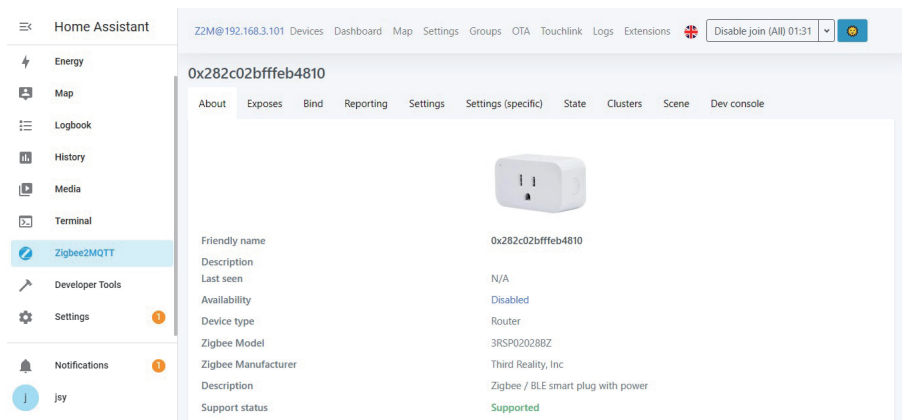 Home Assistant
Energy
Map
Logbook
History
Media
Terminal
Zigbee2MQTT
Developer Tools
Settings 1
Notifications 1
j jsy
Z2M@192.168.3.101 Devices Dashboard Map Settings Groups OTA Touchlink Logs Extensions Disable join (All) 01:31
0x282c02bfffeb4810
About Exposes Bind Reporting Settings Settings (specific) State Clusters Scene Dev console
Friendly name 0x282c02bfffeb4810
Description
Last seen N/A
Availability Disabled
Device type Router
Zigbee Model 3RSP02028BZ
Zigbee Manufacturer Third Reality, Inc
Description Zigbee / BLE smart plug with power
Support status Supported